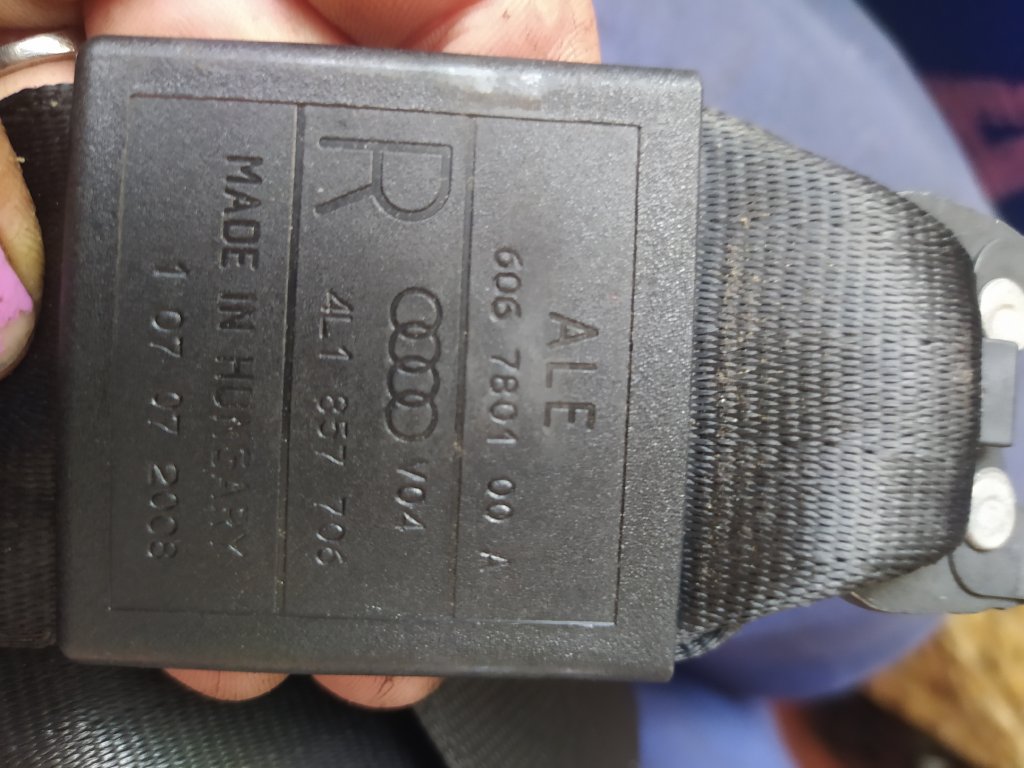 ALE
606 7801 00 A
R V04
4L1 857 706
MADE IN HUNGARY
1 07 07 2008